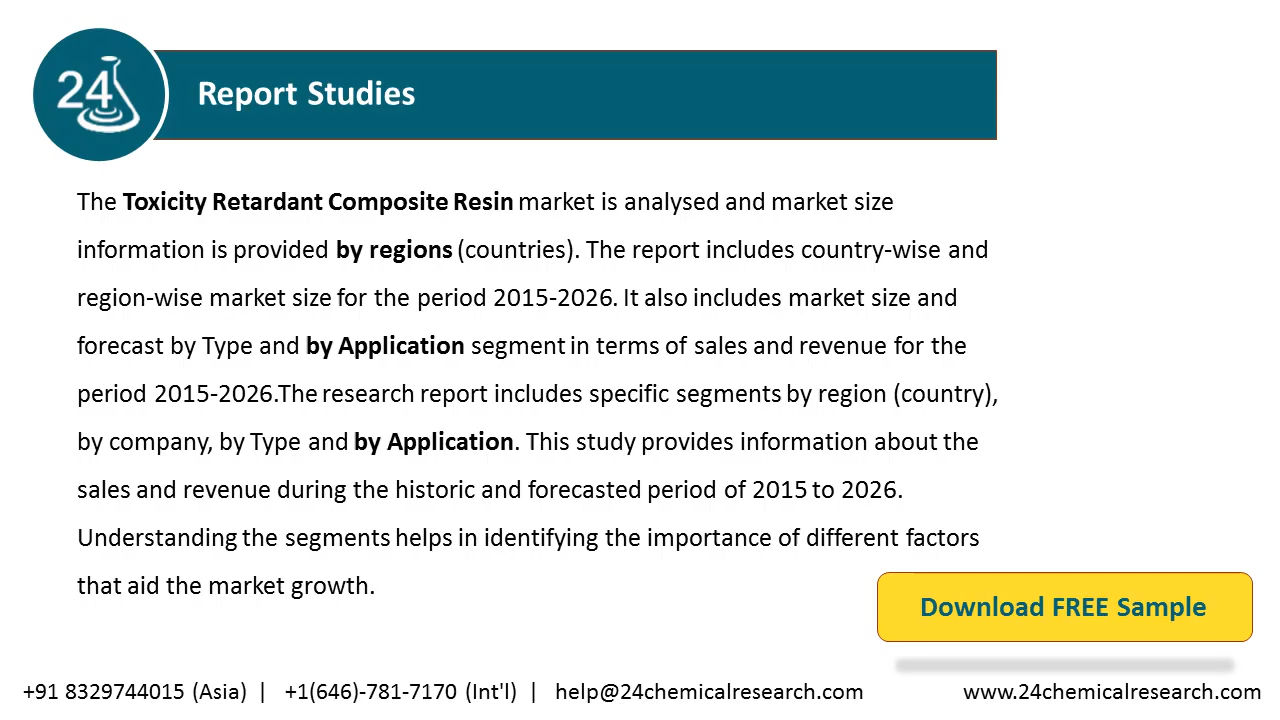 24
Report Studies
The Toxicity Retardant Composite Resin market is analysed and market size
information is provided by regions (countries). The report includes country-wise and
region-wise market size for the period 2015-2026. It also includes market size and
forecast by Type and by Application segment in terms of sales and revenue for the
period 2015-2026.The research report includes specific segments by region (country),
by company, by Type and by Application. This study provides information about the
sales and revenue during the historic and forecasted period of 2015 to 2026.
Understanding the segments helps in identifying the importance of different factors
that aid the market growth.
Download FREE Sample
+91 8329744015 (Asia) | +1(646)-781-7170 (Int'l) | help@24chemicalresearch.com www.24chemicalresearch.com